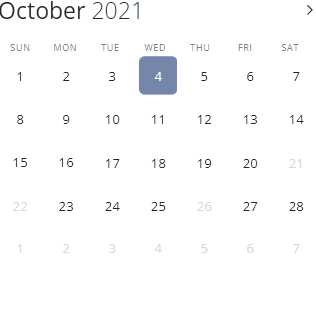 October 2021
SUN MON TUE WED THU FRI SAT
1 2 3 4 5 6 7
8 9 10 11 12 13 14
15 16 17 18 19 20 21
22 23 24 25 26 27 28
1 2 3 4 5 6 7